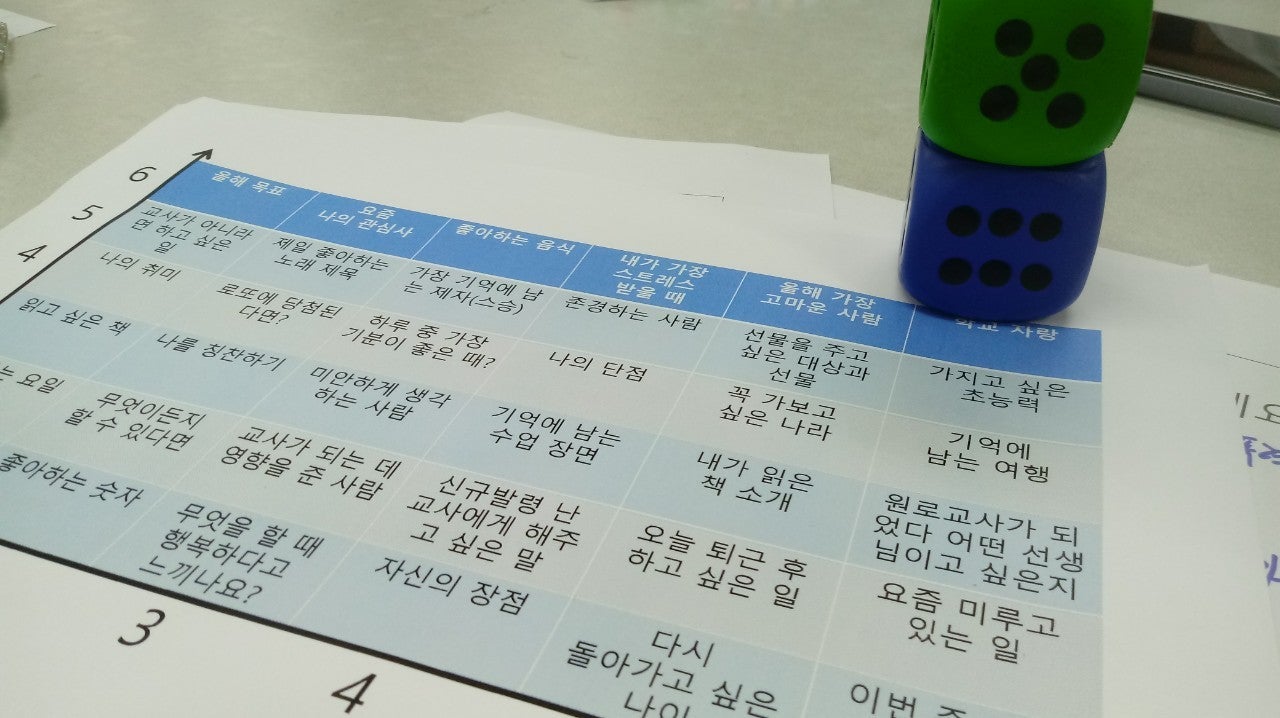 6
올해 목표
요즘
나의 관심사
좋아하는 음식
내가 가장
스트레스
받을 때
올해 가장
고마운 사람
학교 자랑
5
교사가 아니라
면 하고 싶은
일
제일 좋아하는
노래 제목
가장 기억에 남
는 제자(스승)
존경하는 사람
선물을 주고
싶은 대상과
선물
가지고 싶은
초능력
4
나의 취미
로또에 당첨된
다면?
하루 중 가장
기분이 좋은 때?
나의 단점
꼭 가보고
싶은 나라
기억에
남는 여행
읽고 싶은 책
나를 칭찬하기
미안하게 생각
하는 사람
기억에 남는
수업 장면
내가 읽은
책 소개
원로교사가 되
었다 어떤 선생
님이고 싶은지
는 요일
무엇이든지
할 수 있다면
교사가 되는 데
영향을 준 사람
신규발령 난
교사에게 해주
고 싶은 말
오늘 퇴근 후
하고 싶은 일
요즘 미루고
있는 일
좋아하는 숫자
무엇을 할 때
행복하다고
느끼나요?
자신의 장점
다시
돌아가고 싶은
이번
3
4